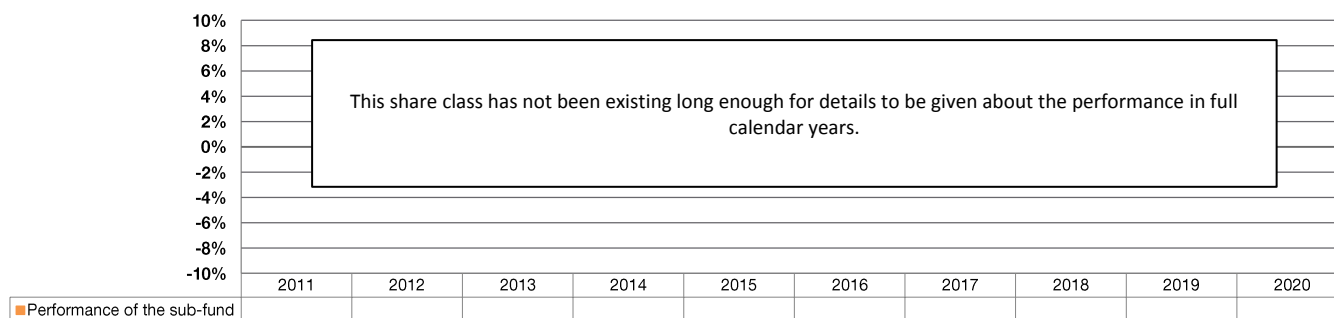 10%
8%
6%
4%
2%
0%
-2%
-4%
-6%
-8%
-10%
This share class has not been existing long enough for details to be given about the performance in full
calendar years.
2011 2012 2013 2014 2015 2016 2017 2018 2019 2020
Performance of the sub-fund